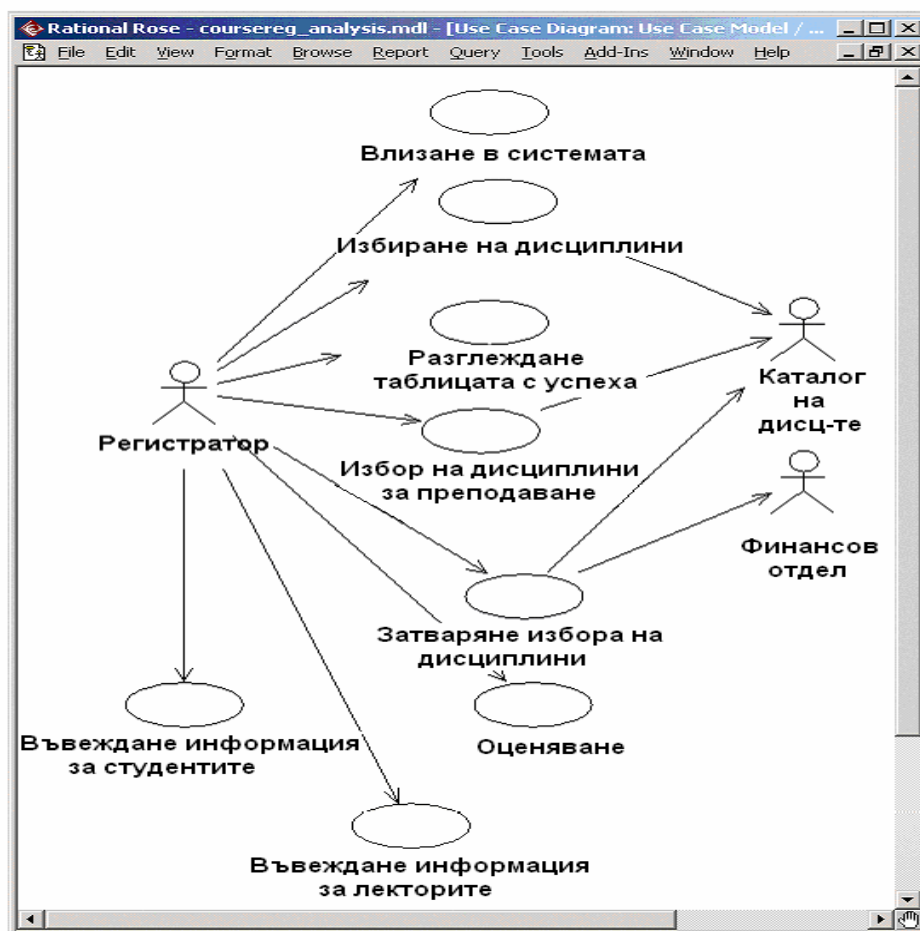 Rational Rose - coursereg_analysis.mdl - [Use Case Diagram: Use Case Model / ...
File Edit View Format Browse Report Query Tools Add-Ins Window Help
Влизане в системата
Избиране на дисциплини
Разглеждане
таблицата с успеха
Каталог
на
дисц-те
Регистратор
Избор на дисциплини
за преподаване
Финансов
отдел
Затваряне избора на
дисциплини
Въвеждане информация
за студентите
Оценяване
Въвеждане информация
за лекторите